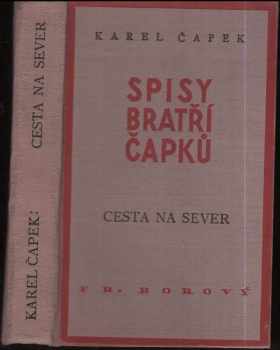 KAREL ČAPEK: CESTA NA SEVER
KAREL ČAPEK
SPISY
BRATŘÍ
ČAPKŮ
CESTA NA SEVER
FR. BOROVÝ